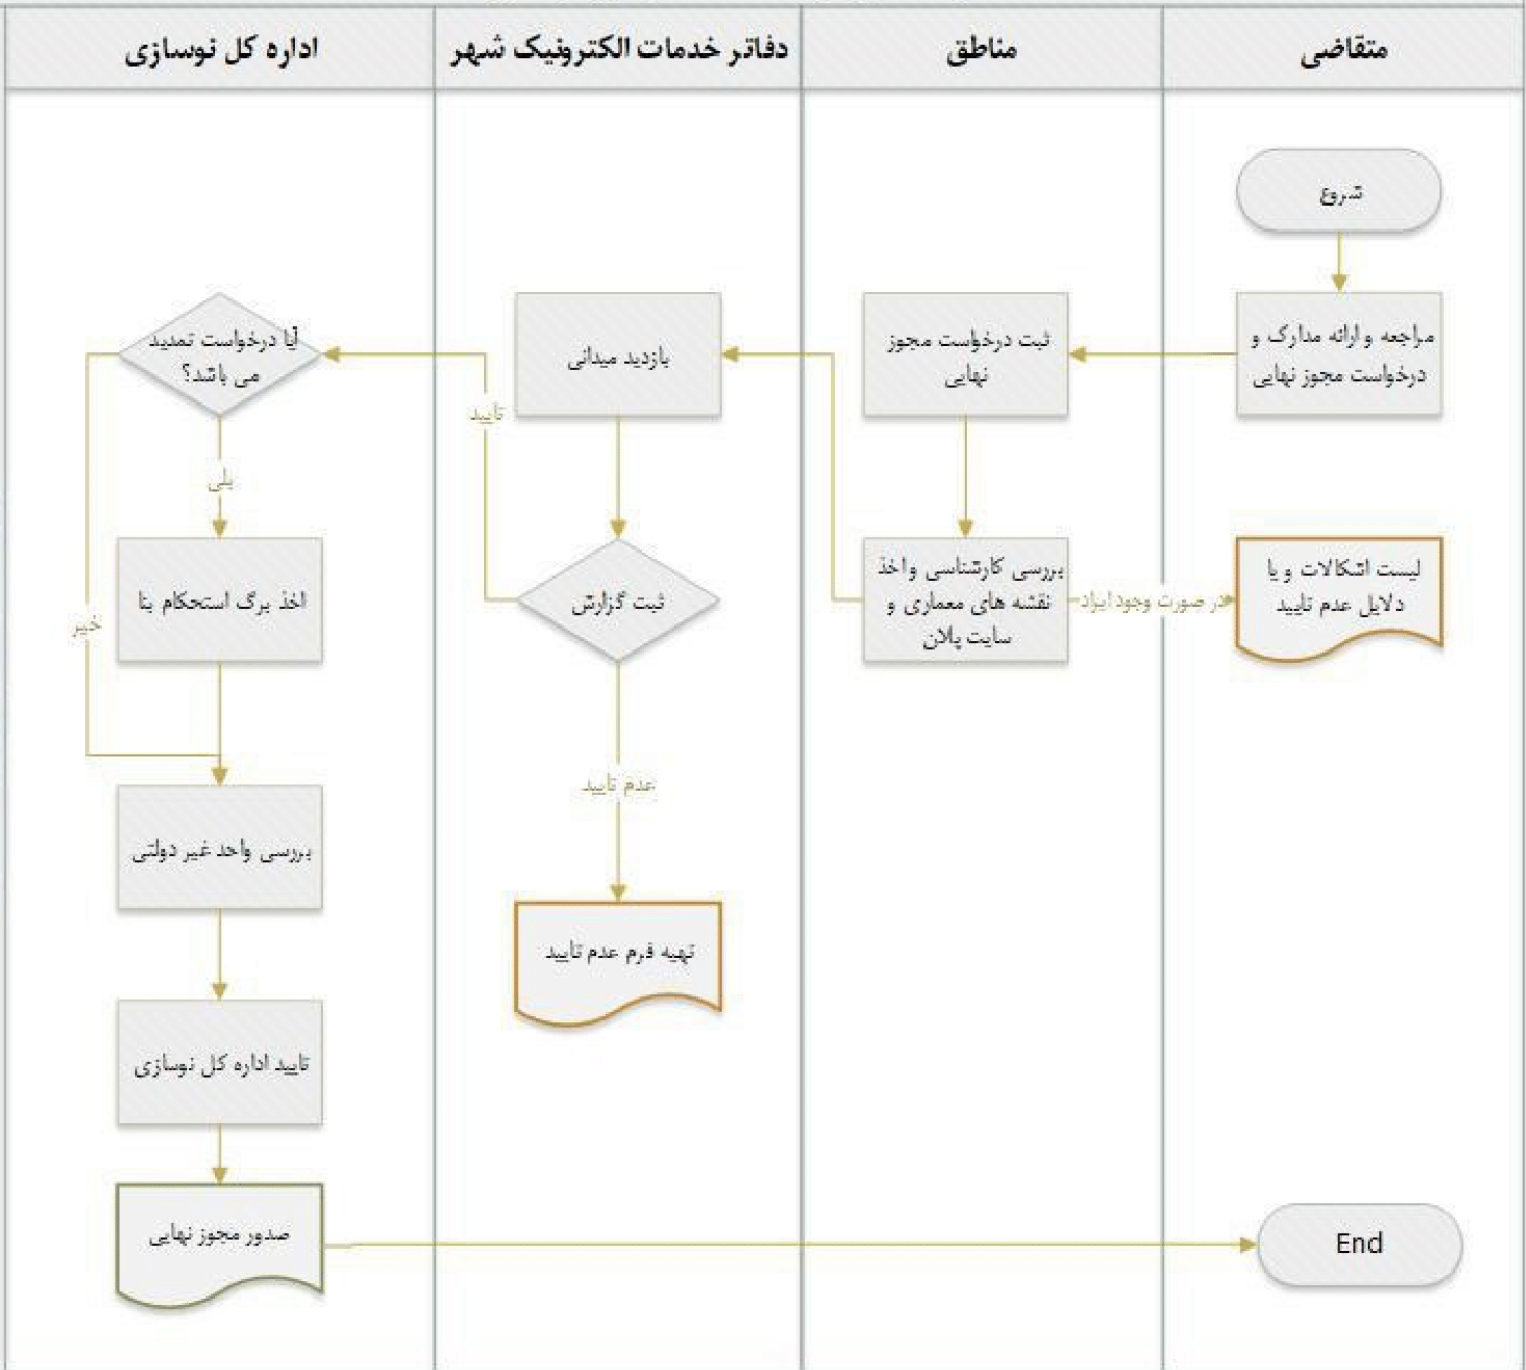 متقاضی
مناطق
دفاتر خدمات الکترونیک شهر
اداره کل نوسازی
شروع
مراجعه و ارائه مدارک و
درخواست مجوز نهایی
ثبت درخواست مجوز
نهایی
بازدید میدانی
آیا درخواست تمدید
می باشد؟
تایید
بلی
خیر
لیست اشکالات و یا
دلایل عدم تایید
در صورت وجود ایراد
بررسی کارشناسی و اخذ
نقشه های معماری و
سایت پلان
ثبت گزارش
اخذ برگ استحکام بنا
عدم تایید
بررسی واحد غیر دولتی
تهیه فرم عدم تایید
تایید اداره کل نوسازی
صدور مجوز نهایی
End